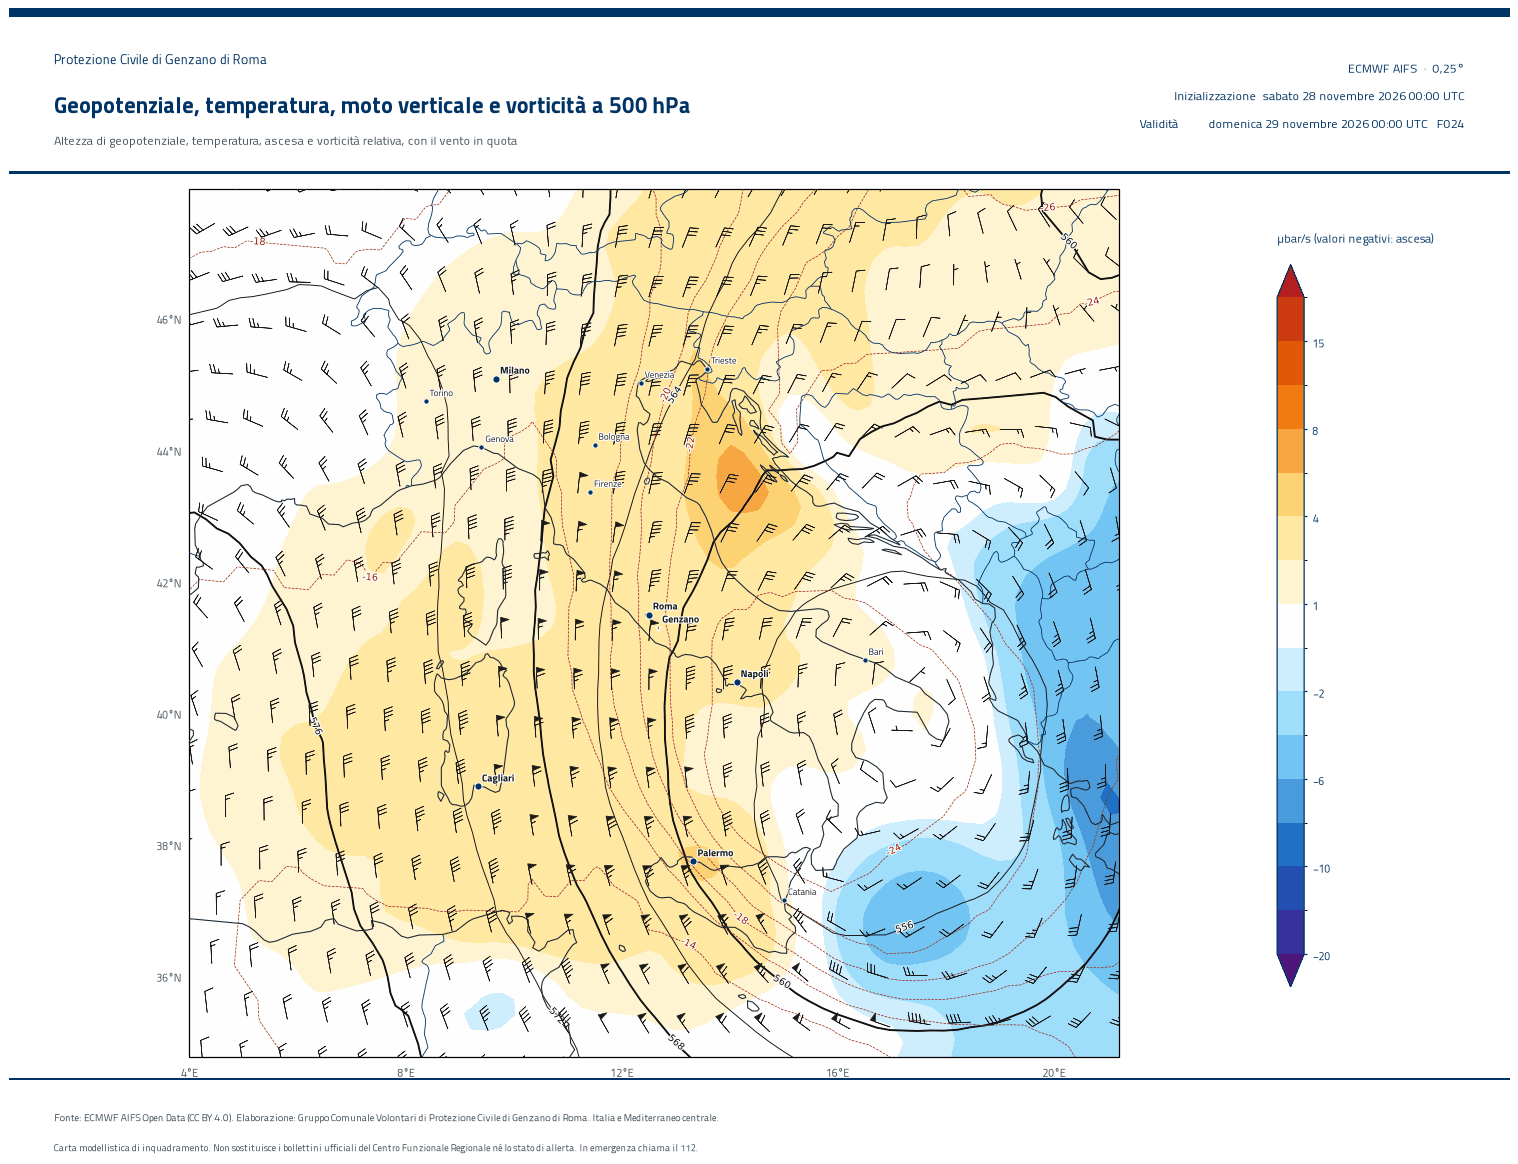 Protezione Civile di Genzano di Roma
Geopotenziale, temperatura, moto verticale e vorticità a 500 hPa
Altezza di geopotenziale, temperatura, ascesa e vorticità relativa, con il vento in quota
ECMWF AIFS · 0,25°
Inizializzazione sabato 28 novembre 2026 00:00 UTC
Validità domenica 29 novembre 2026 00:00 UTC F024
µbar/s (valori negativi: ascesa)
15
8
4
1
−2
−6
−10
−20
46°N
44°N
42°N
40°N
38°N
36°N
4°E
8°E
12°E
16°E
20°E
-18
-26
560
-24
Trieste
Venezia
Milano
Torino
-20
564
Genova
Bologna
-22
Firenze
-16
Roma
Genzano
Bari
Napoli
576
Cagliari
Palermo
-24
Catania
-18
556
-14
560
572
568
Fonte: ECMWF AIFS Open Data (CC BY 4.0). Elaborazione: Gruppo Comunale Volontari di Protezione Civile di Genzano di Roma. Italia e Mediterraneo centrale.
Carta modellistica di inquadramento. Non sostituisce i bollettini ufficiali del Centro Funzionale Regionale né lo stato di allerta. In emergenza chiama il 112.